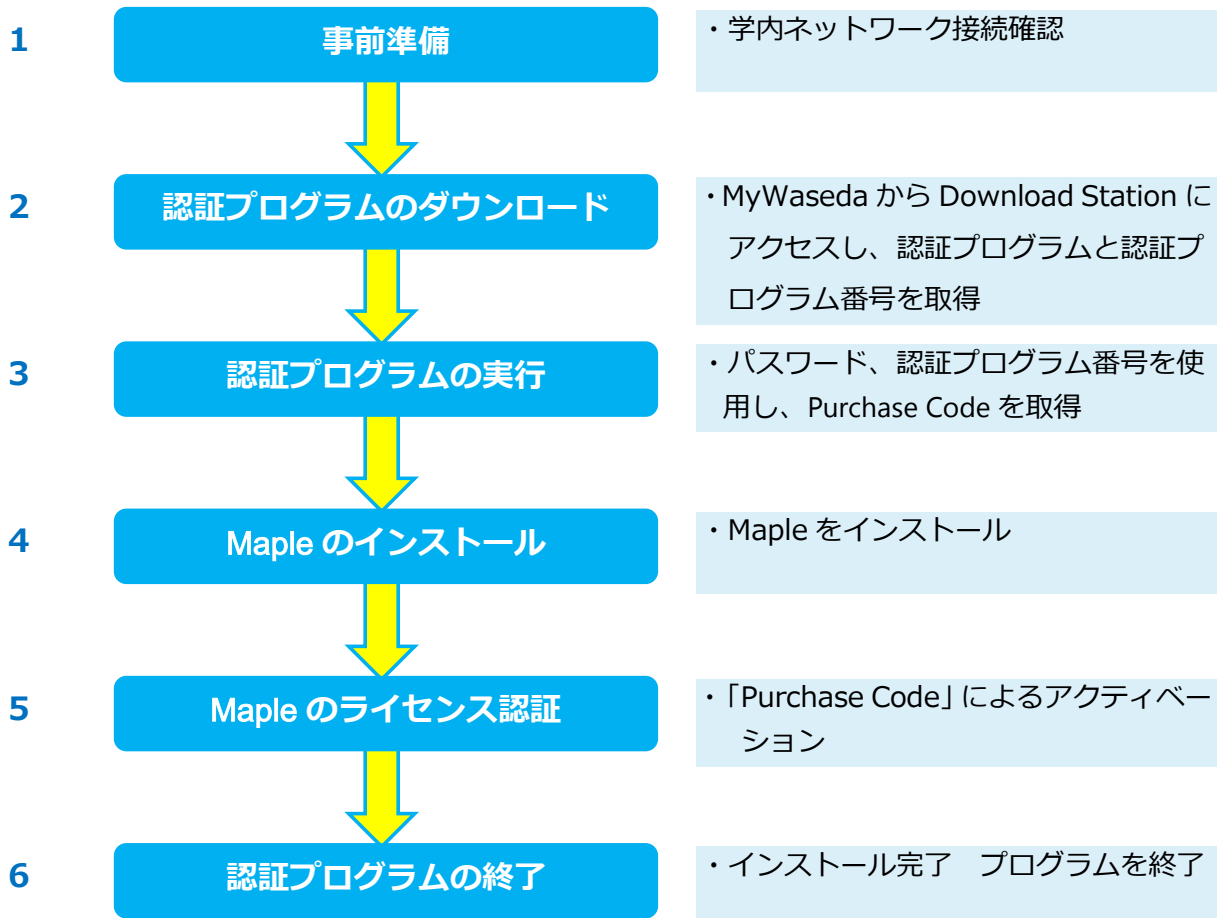 1
事前準備
・学内ネットワーク接続確認
2
認証プログラムのダウンロード
・MyWaseda から Download Station に
アクセスし、認証プログラムと認証プ
ログラム番号を取得
3
認証プログラムの実行
・パスワード、認証プログラム番号を使
用し、Purchase Code を取得
4
Maple のインストール
・Maple をインストール
5
Maple のライセンス認証
・「Purchase Code」によるアクティベー
ション
6
認証プログラムの終了
・インストール完了　プログラムを終了